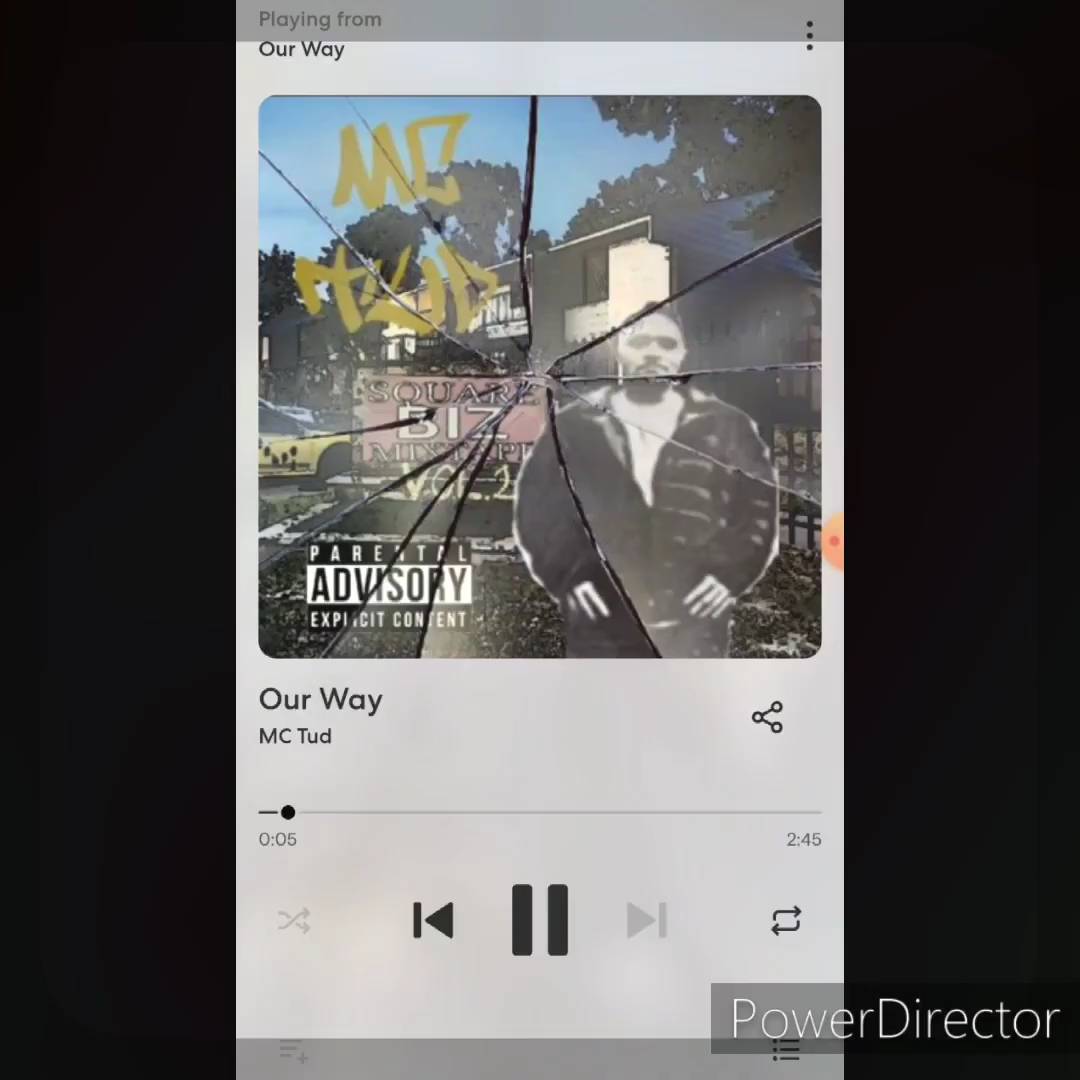 Playing from
Our Way
MC
SQUARE
BIZ
MIXTAPE
VOL.2
PARENTAL
ADVISORY
EXPLICIT CONTENT
Our Way
MC Tud
0:05
2:45
PowerDirector